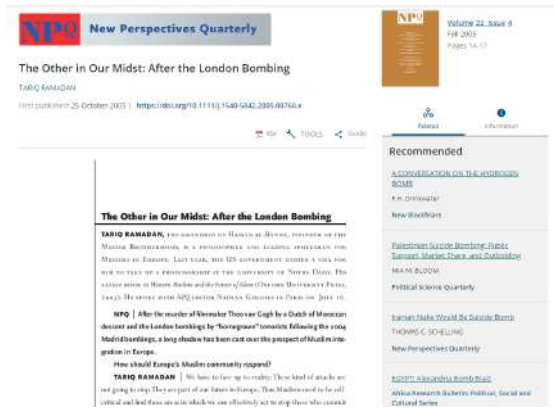 NPQ New Perspectives Quarterly
The Other in Our Midst: After the London Bombing
TARIQ RAMADAN
First published: 25 October 2005 | https://doi.org/10.1111/j.1540-5842.2005.00760.x
PDF TOOLS SHARE
The Other in Our Midst: After the London Bombing
TARIQ RAMADAN, THE GRANDSON OF HASSAN AL-BANNA, FOUNDER OF THE
MUSLIM BROTHERHOOD, IS A PHILOSOPHER AND LEADING SPOKESMAN FOR
MUSLIMS IN EUROPE. LAST YEAR, THE US GOVERNMENT DENIED A VISA FOR
HIM TO TAKE UP A PROFESSORSHIP AT THE UNIVERSITY OF NOTRE DAME. HIS
LATEST BOOK IS Western Muslims and the Future of Islam (OXFORD UNIVERSITY PRESS,
HE SPOKE WITH NPQ EDITOR NATHAN GARDELS IN PARIS ON JULY
NPQ | After the murder of filmmaker Theo van Gogh by a Dutch of Moroccan
descent and the London bombings by "homegrown" terrorists following the 2004
Madrid bombings, a long shadow has been cast over the prospect of Muslim inte-
gration in Europe.
How should Europe's Muslim community respond?
TARIQ RAMADAN | We have to face up to reality: These kind of attacks are
not going to stop. They are part of our future in Europe. Thus Muslims need to be self-
critical and find those areas in which we can effectively act to stop those who commit
NPQ
Volume 22, Issue 4
Fall 2005
Pages 14-17
Related
Information
Recommended
A CONVERSATION ON THE HYDROGEN
BOMB
F.H. Drinkwater
New Blackfriars
Palestinian Suicide Bombing: Public
Support, Market Share, and Outbidding
MIA M. BLOOM
Political Science Quarterly
Iranian Nuke Would Be Suicide Bomb
THOMAS C. SCHELLING
New Perspectives Quarterly
EGYPT: Alexandria Bomb Blast
Africa Research Bulletin: Political, Social and
Cultural Series